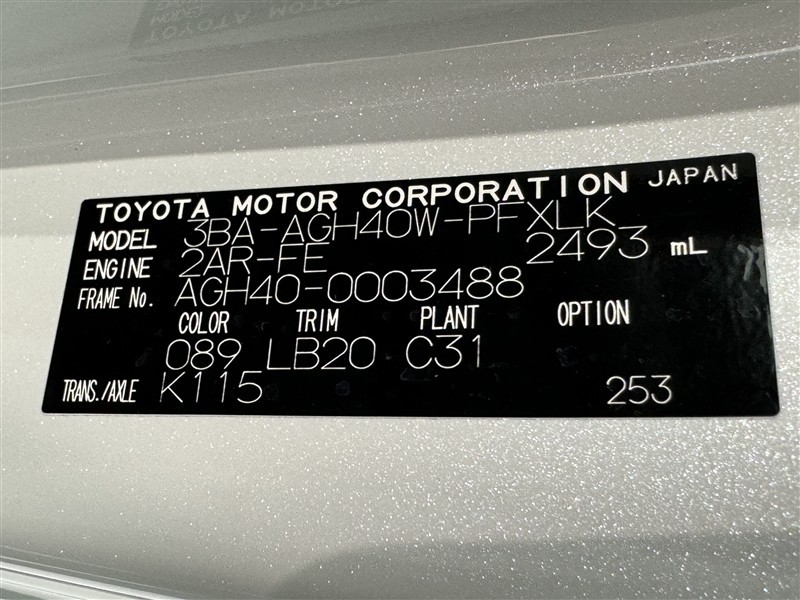 TOYOTA MOTOR CORPORATION JAPAN
MODEL 3BA-AGH40W-PFXLK
ENGINE 2AR-FE 2493 mL
FRAME No. AGH40-0003488
COLOR TRIM PLANT OPTION
089 LB20 C31
TRANS./AXLE K115 253